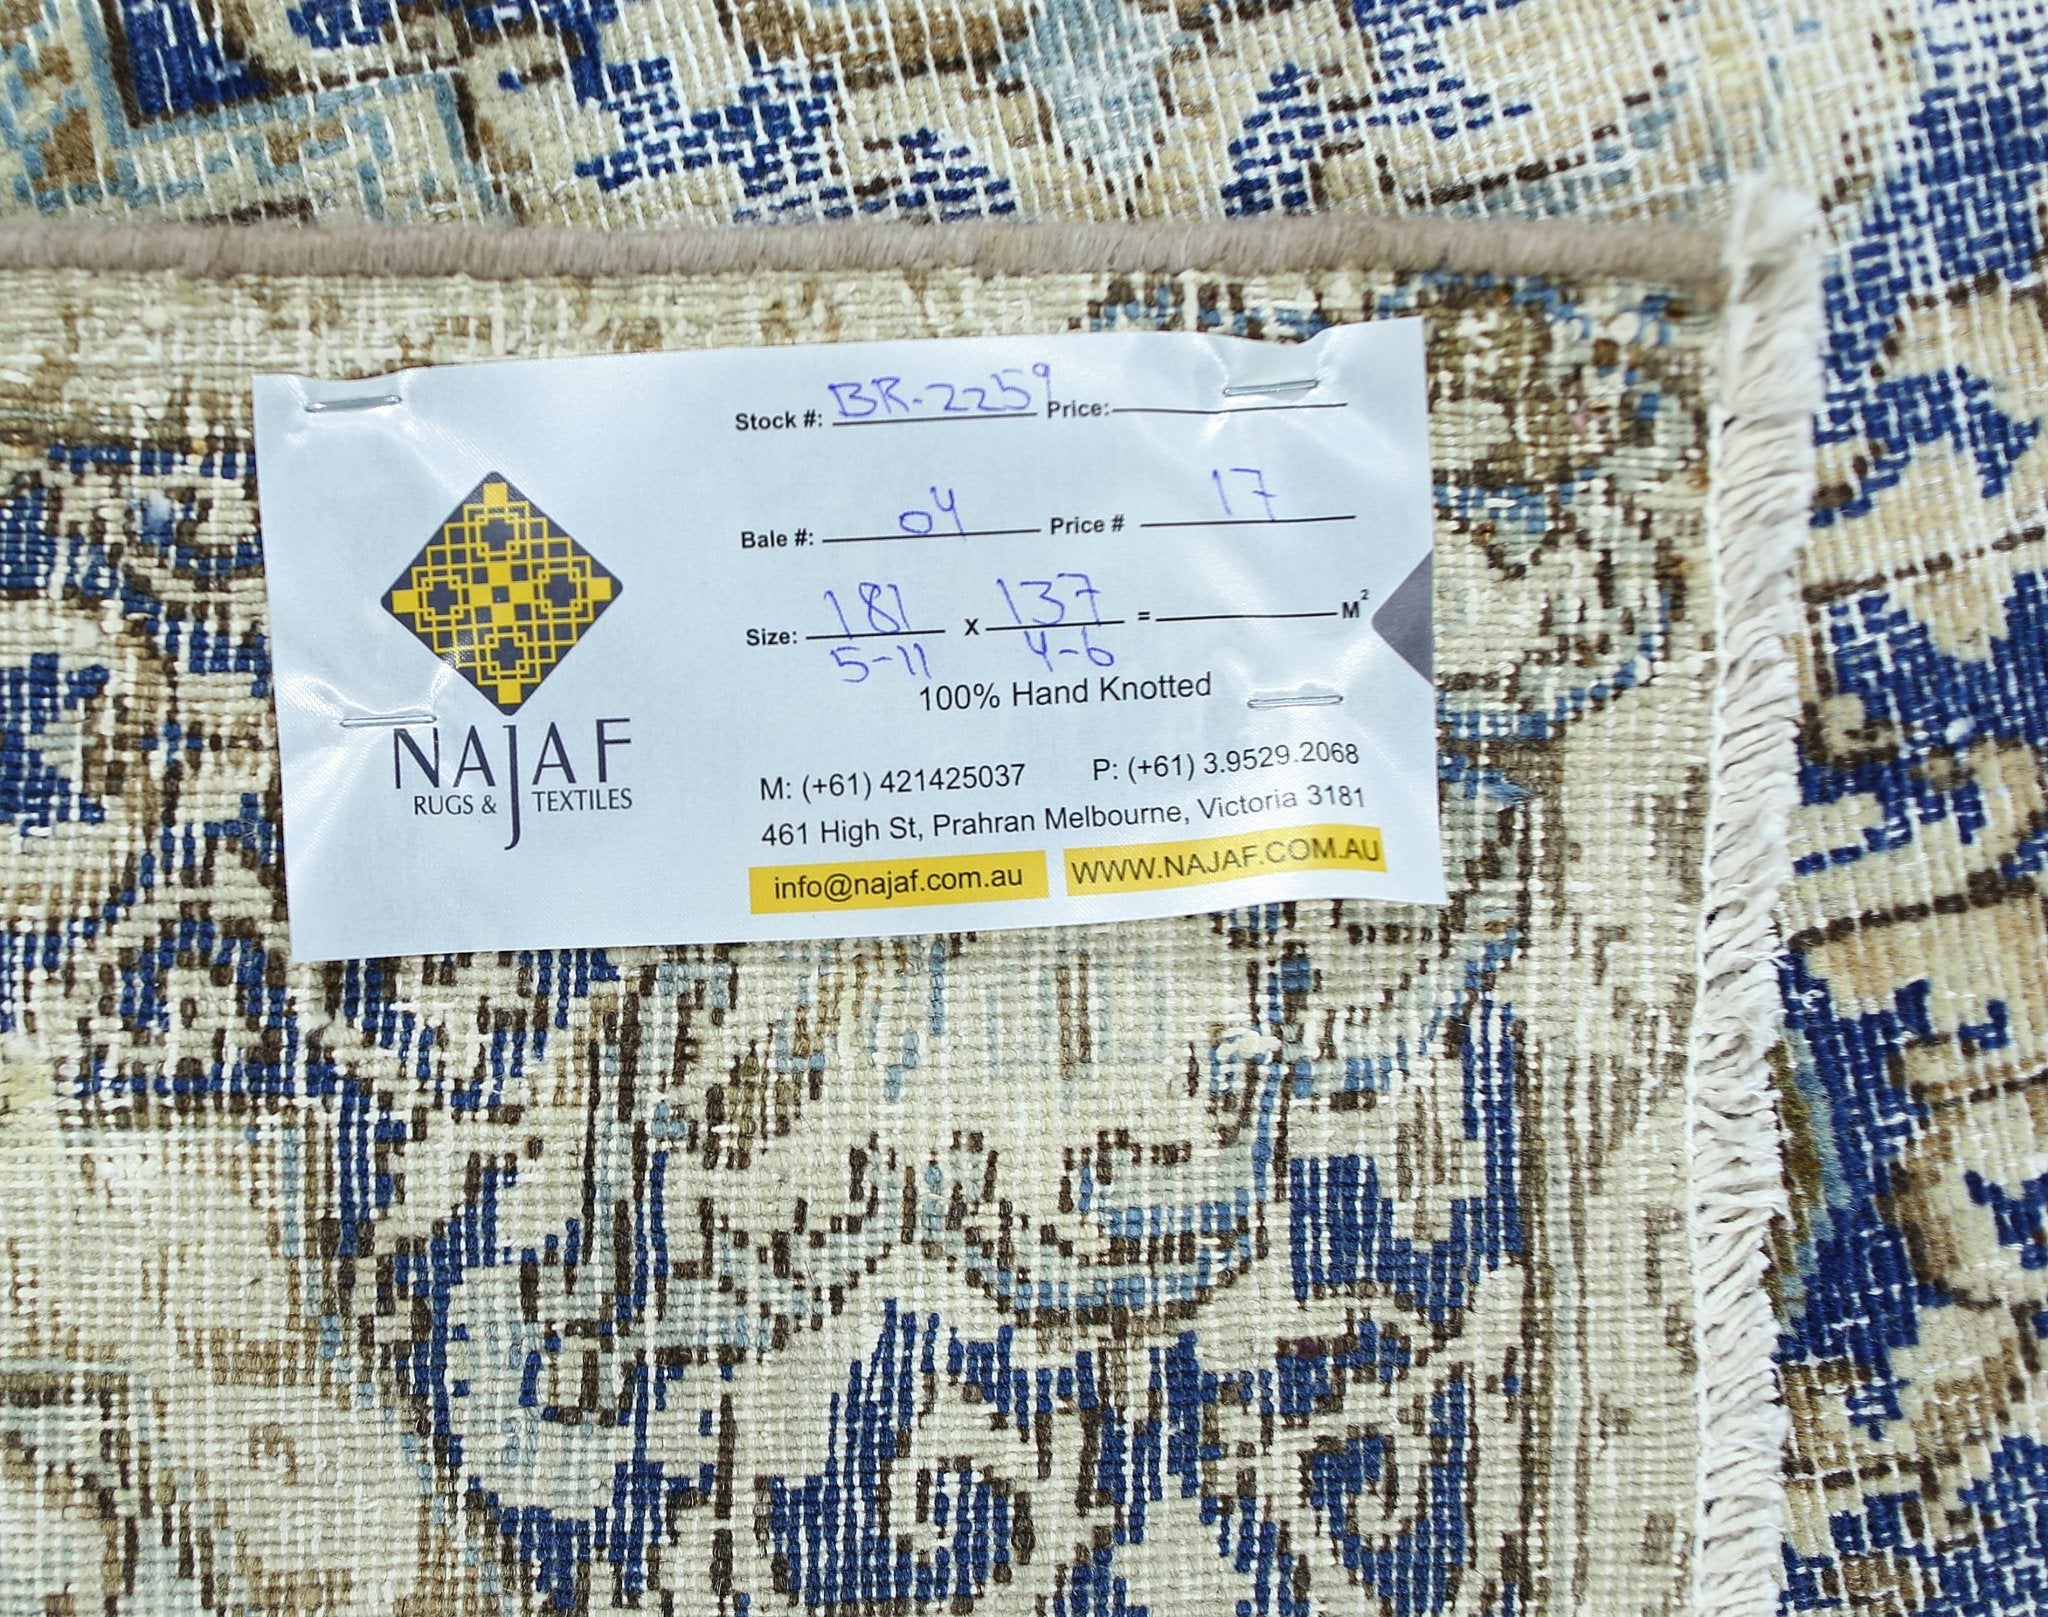 NAJAF
RUGS & TEXTILES
Stock #: BR-2259 Price:
Bale #: 04 Price # 17
Size: 181 x 137 = M²
5-11 4-6
100% Hand Knotted
M: (+61) 421425037 P: (+61) 3.9529.2068
461 High St, Prahran Melbourne, Victoria 3181
info@najaf.com.au WWW.NAJAF.COM.AU